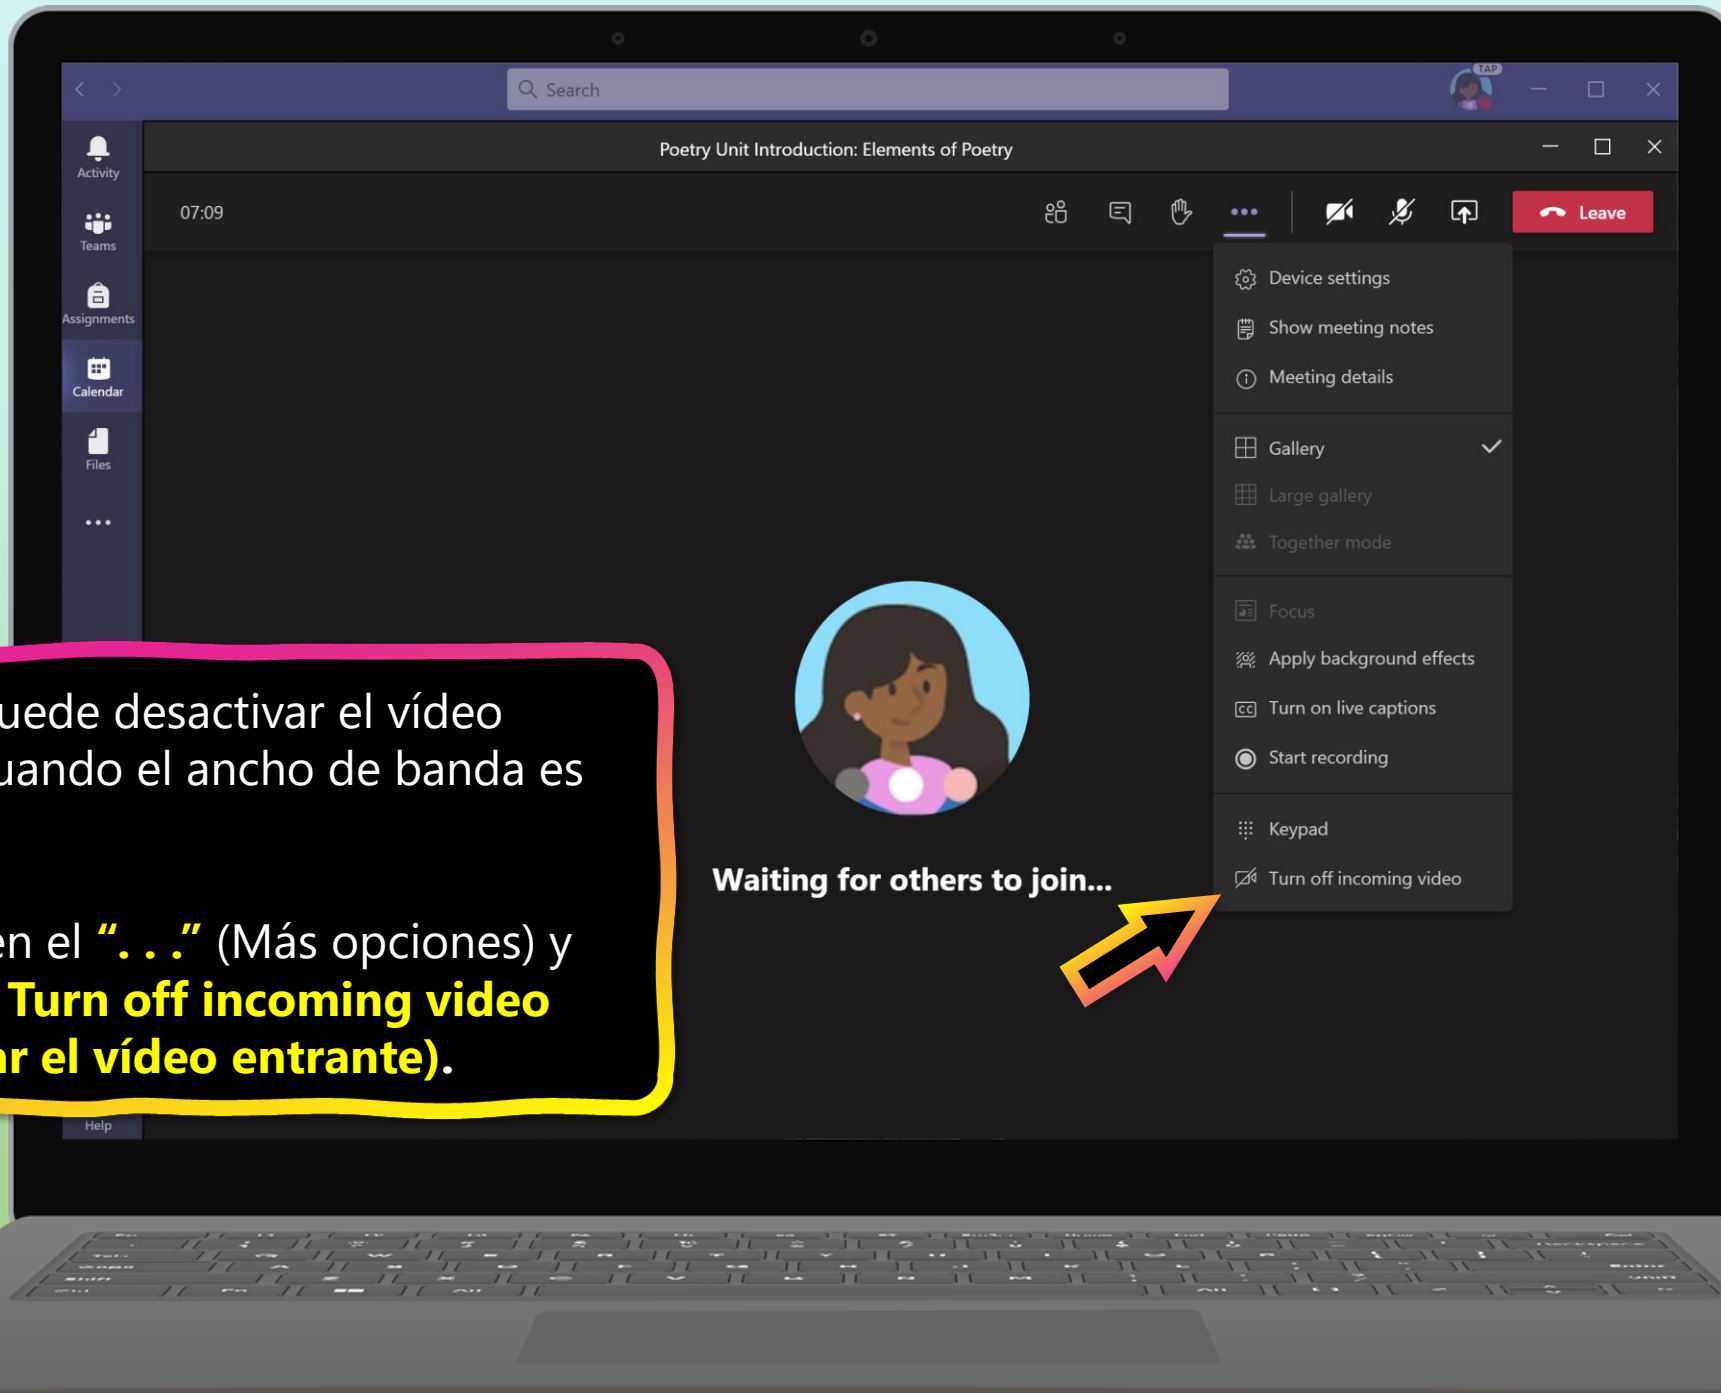 TAP
Search
Activity
Teams
Assignments
Calendar
Files
Help
Poetry Unit Introduction: Elements of Poetry
07:09
Leave
Device settings
Show meeting notes
Meeting details
Gallery
Large gallery
Together mode
Focus
Apply background effects
CC Turn on live captions
Start recording
Keypad
Turn off incoming video
Waiting for others to join...
uede desactivar el vídeo
uando el ancho de banda es
en el “. . .” (Más opciones) y
Turn off incoming video
ar el vídeo entrante).